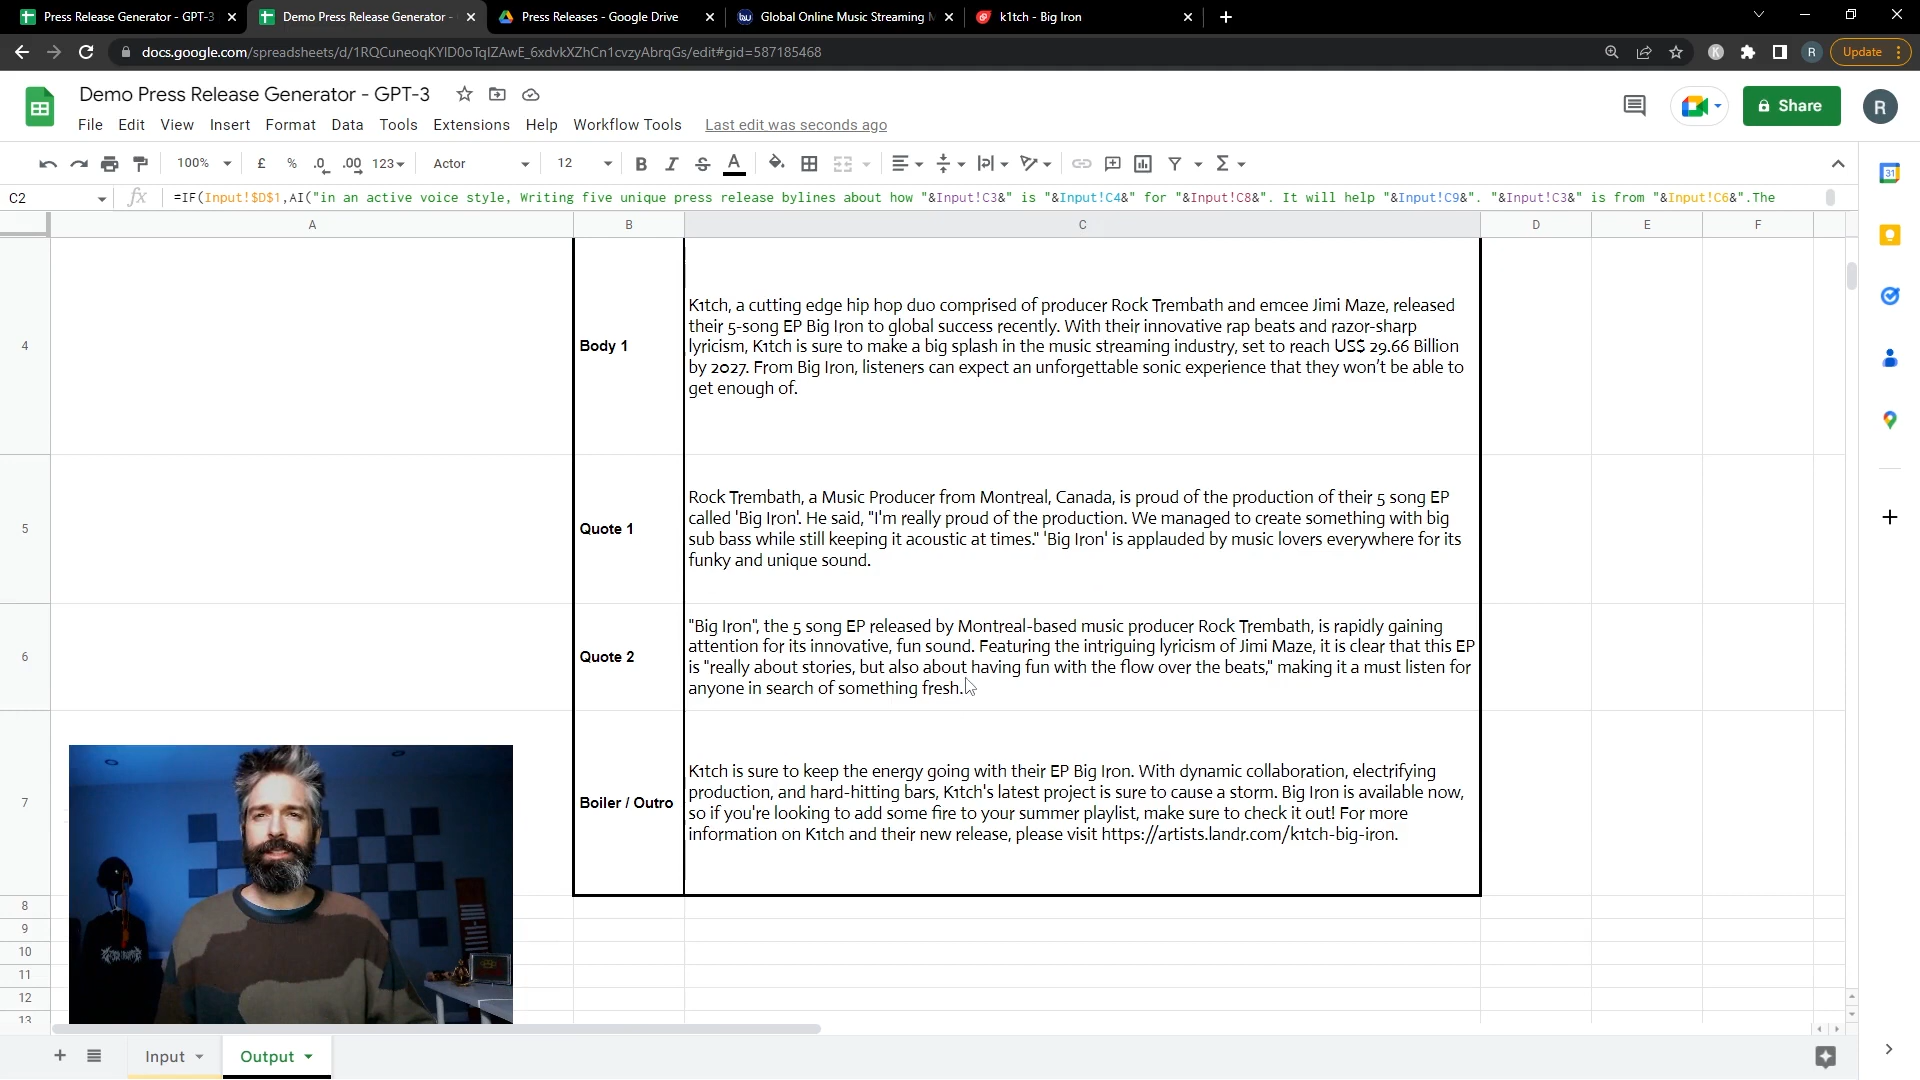 Press Release Generator - GPT-3
Demo Press Release Generator -
Press Releases - Google Drive
Global Online Music Streaming M
k1tch - Big Iron
docs.google.com/spreadsheets/d/1RQCuneoqKYlD0oTqlZAwE_6xdvkXZhCn1cvzyAbrqGs/edit#gid=587185468
K
R
Update
Demo Press Release Generator - GPT-3
File Edit View Insert Format Data Tools Extensions Help Workflow Tools Last edit was seconds ago
Share
R
100% £ % .0 .00 123 Actor 12 B I S A
31
C2
fx
=IF(Input!$D$1,AI("in an active voice style, Writing five unique press release bylines about how "&Input!C3&" is "&Input!C4&" for "&Input!C8&". It will help "&Input!C9&". "&Input!C3&" is from "&Input!C6&".The
A B C D E F
4
Body 1
K1tch, a cutting edge hip hop duo comprised of producer Rock Trembath and emcee Jimi Maze, released
their 5-song EP Big Iron to global success recently. With their innovative rap beats and razor-sharp
lyricism, K1tch is sure to make a big splash in the music streaming industry, set to reach US$ 29.66 Billion
by 2027. From Big Iron, listeners can expect an unforgettable sonic experience that they won't be able to
get enough of.
5
Quote 1
Rock Trembath, a Music Producer from Montreal, Canada, is proud of the production of their 5 song EP
called 'Big Iron'. He said, "I'm really proud of the production. We managed to create something with big
sub bass while still keeping it acoustic at times." 'Big Iron' is applauded by music lovers everywhere for its
funky and unique sound.
6
Quote 2
"Big Iron", the 5 song EP released by Montreal-based music producer Rock Trembath, is rapidly gaining
attention for its innovative, fun sound. Featuring the intriguing lyricism of Jimi Maze, it is clear that this EP
is "really about stories, but also about having fun with the flow over the beats," making it a must listen for
anyone in search of something fresh.
7
Boiler / Outro
K1tch is sure to keep the energy going with their EP Big Iron. With dynamic collaboration, electrifying
production, and hard-hitting bars, K1tch's latest project is sure to cause a storm. Big Iron is available now,
so if you're looking to add some fire to your summer playlist, make sure to check it out! For more
information on K1tch and their new release, please visit https://artists.landr.com/k1tch-big-iron.
8
9
10
11
12
13
Input
Output